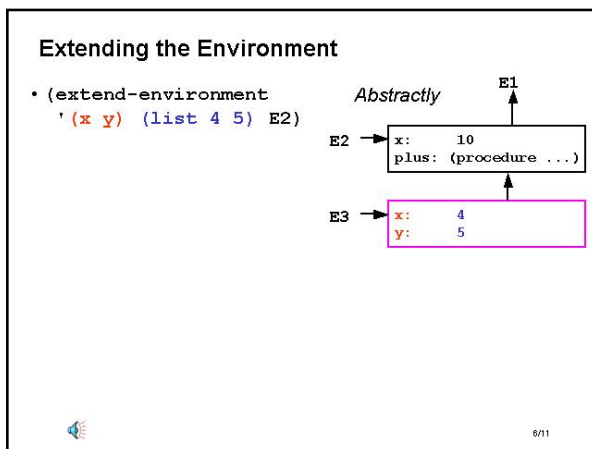 Extending the Environment
• (extend-environment
'(x y) (list 4 5) E2)
Abstractly
E1
E2
x: 10
plus: (procedure ...)
E3
x: 4
y: 5
6/11